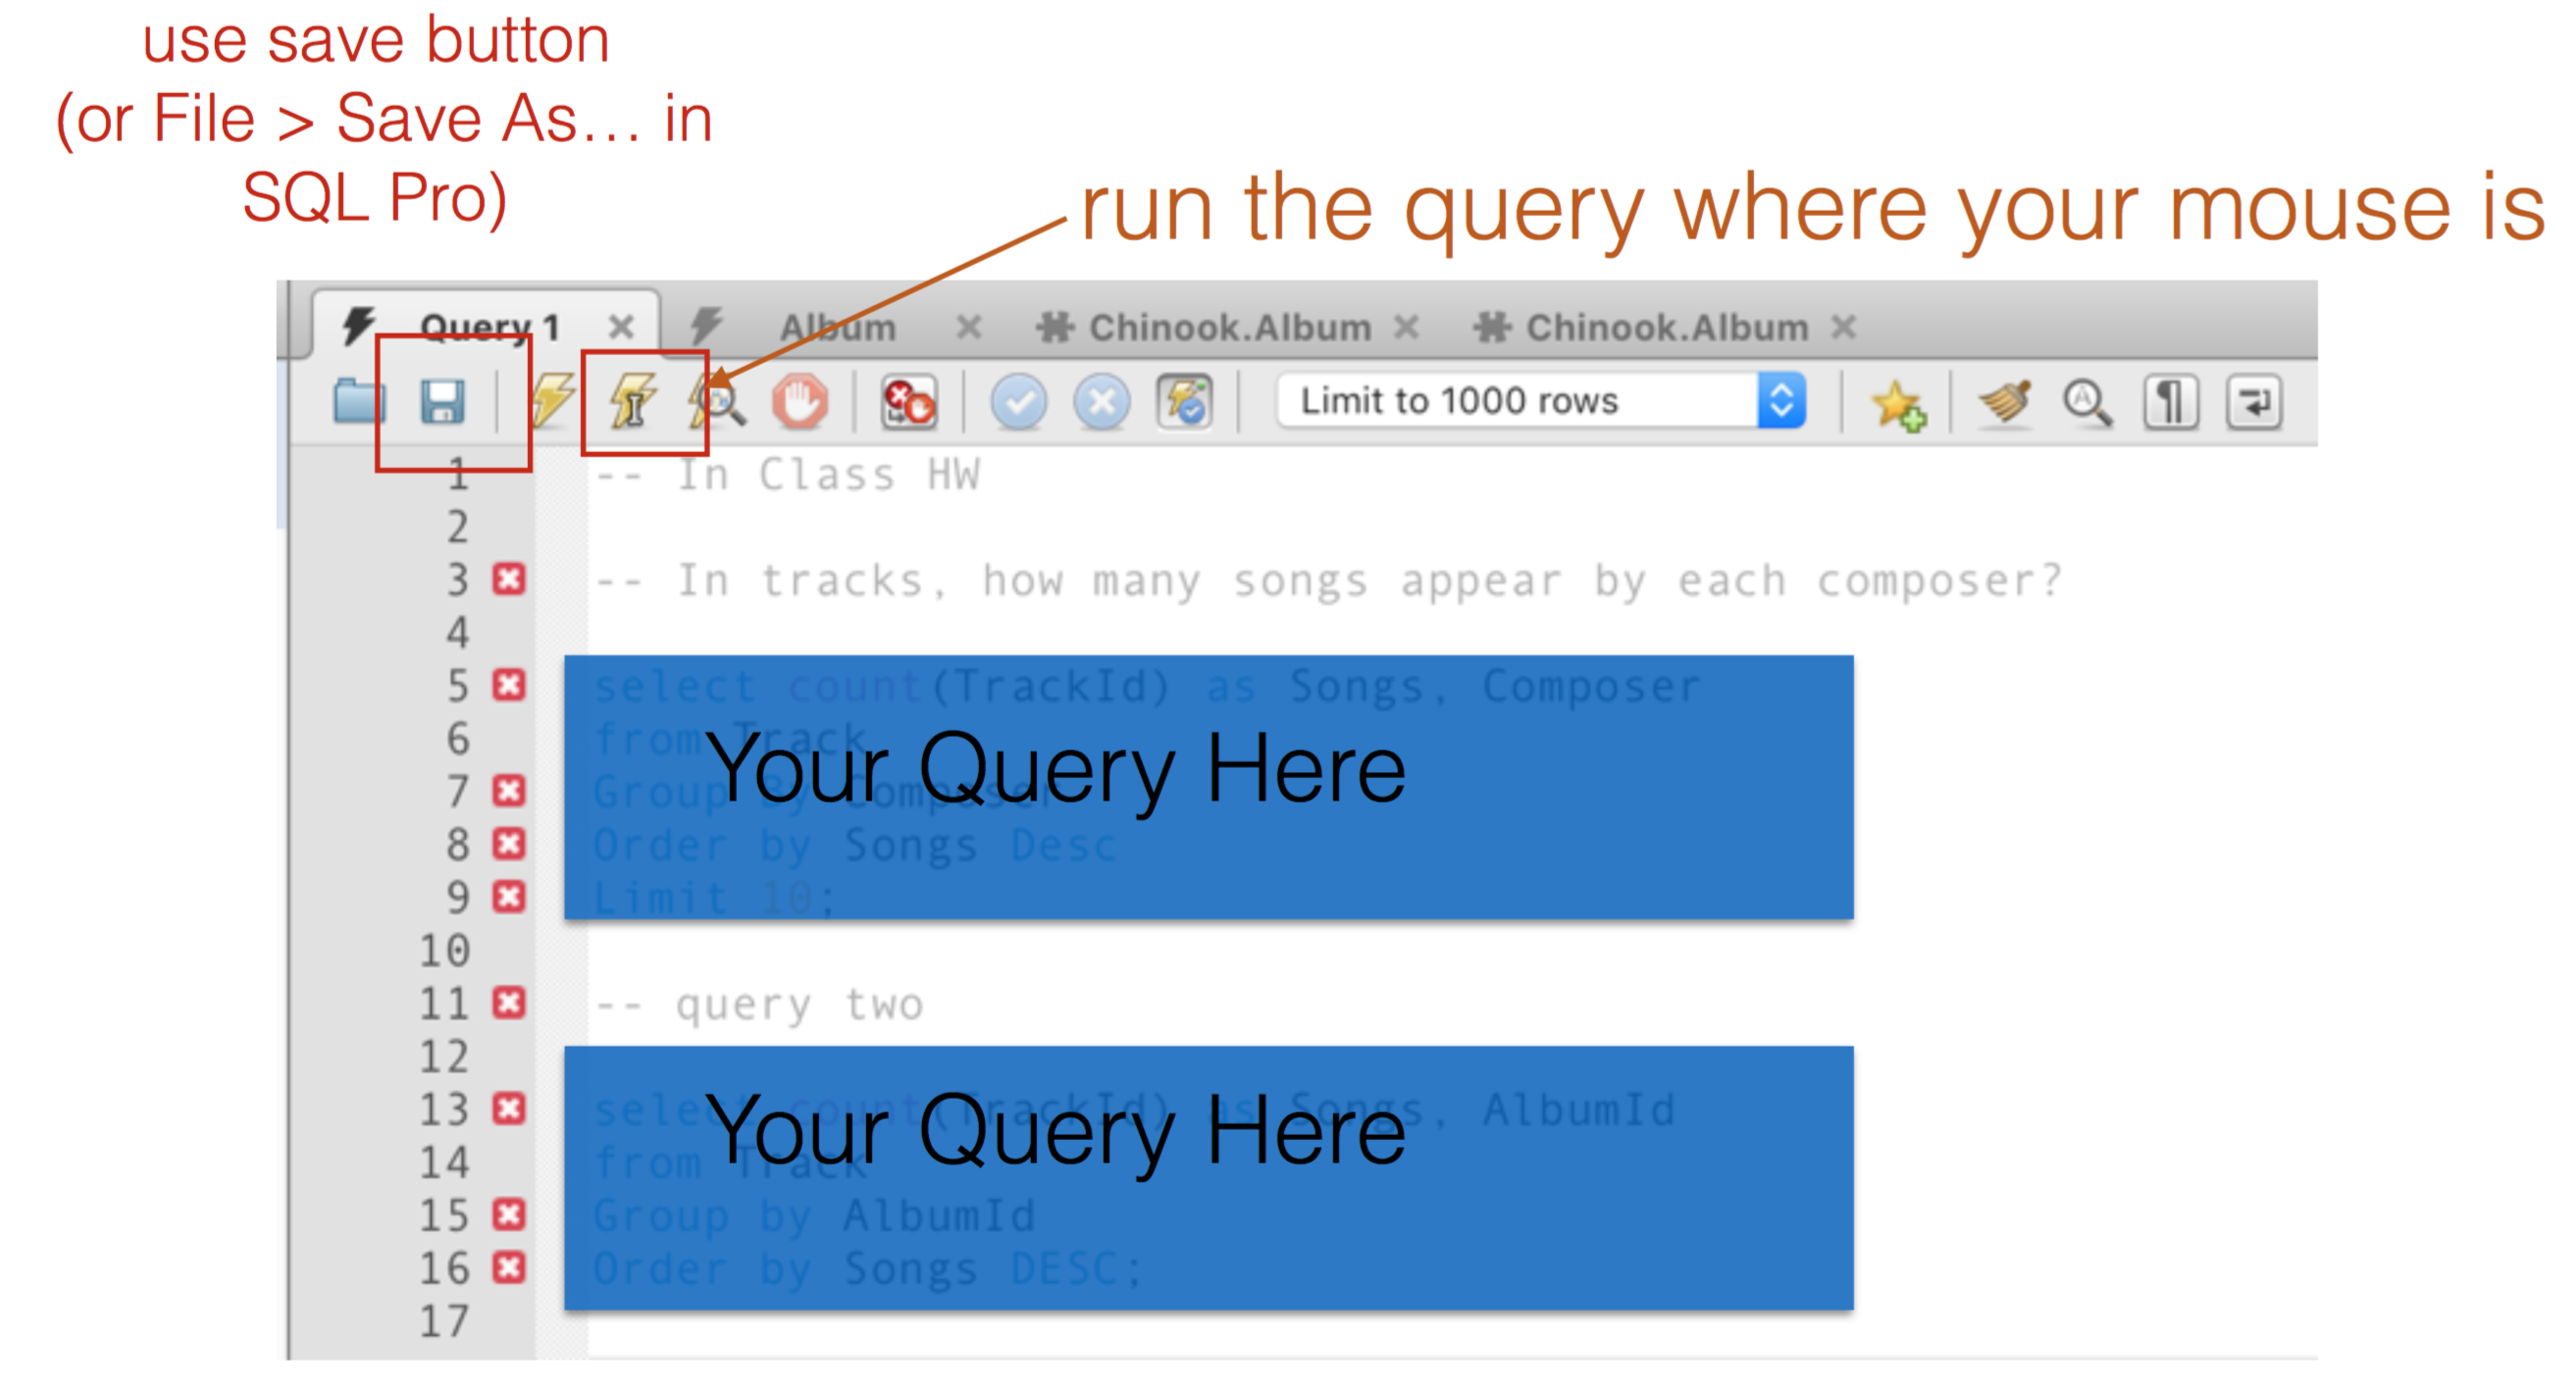 use save button
(or File > Save As... in
SQL Pro)
run the query where your mouse is
Query 1
Album
Chinook.Album
Chinook.Album
Limit to 1000 rows
1 -- In Class HW
2
3 -- In tracks, how many songs appear by each composer?
4
5 select count(TrackId) as Songs, Composer
6 from Track
Your Query Here
7 Group By Composer
8 Order by Songs Desc
9 Limit 10;
10
11 -- query two
12
13 select count(TrackId) as Songs, AlbumId
Your Query Here
14 from Track
15 Group by AlbumId
16 Order by Songs DESC;
17